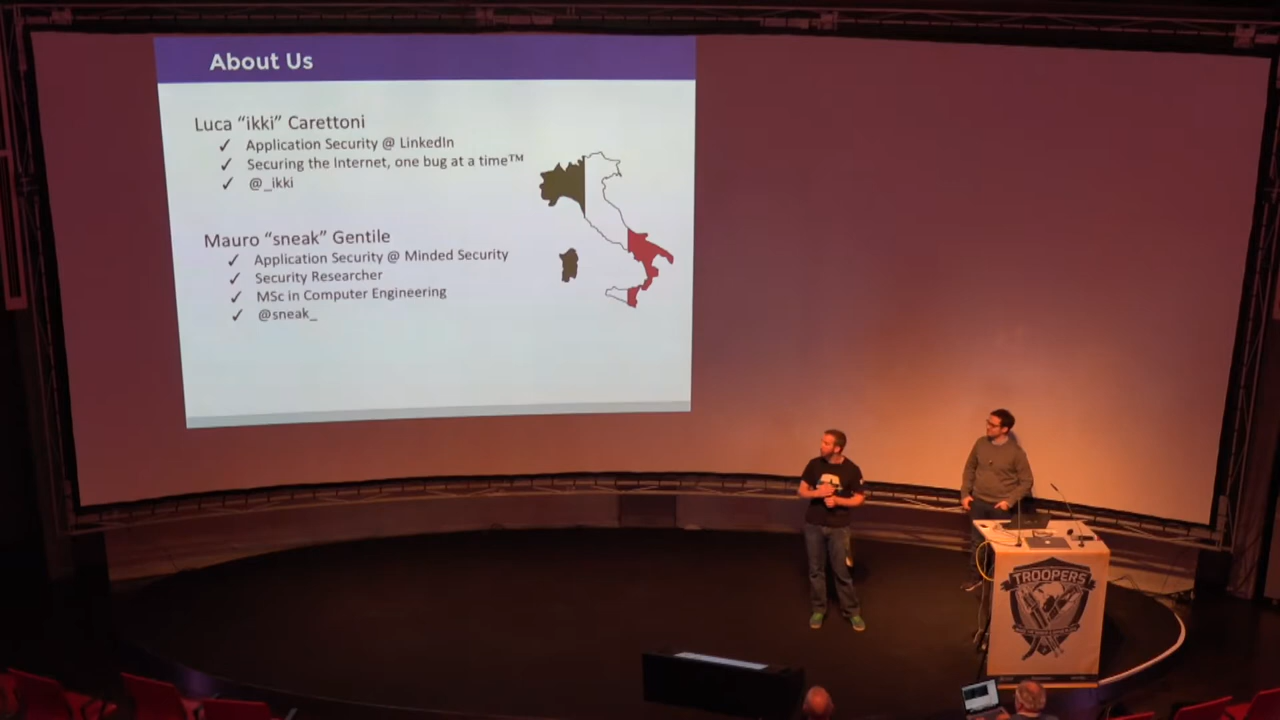 About Us
Luca “ikki” Carettoni
✓ Application Security @ LinkedIn
✓ Securing the Internet, one bug at a time™
✓ @_ikki
Mauro “sneak” Gentile
✓ Application Security @ Minded Security
✓ Security Researcher
✓ MSc in Computer Engineering
✓ @sneak_
TROOPERS